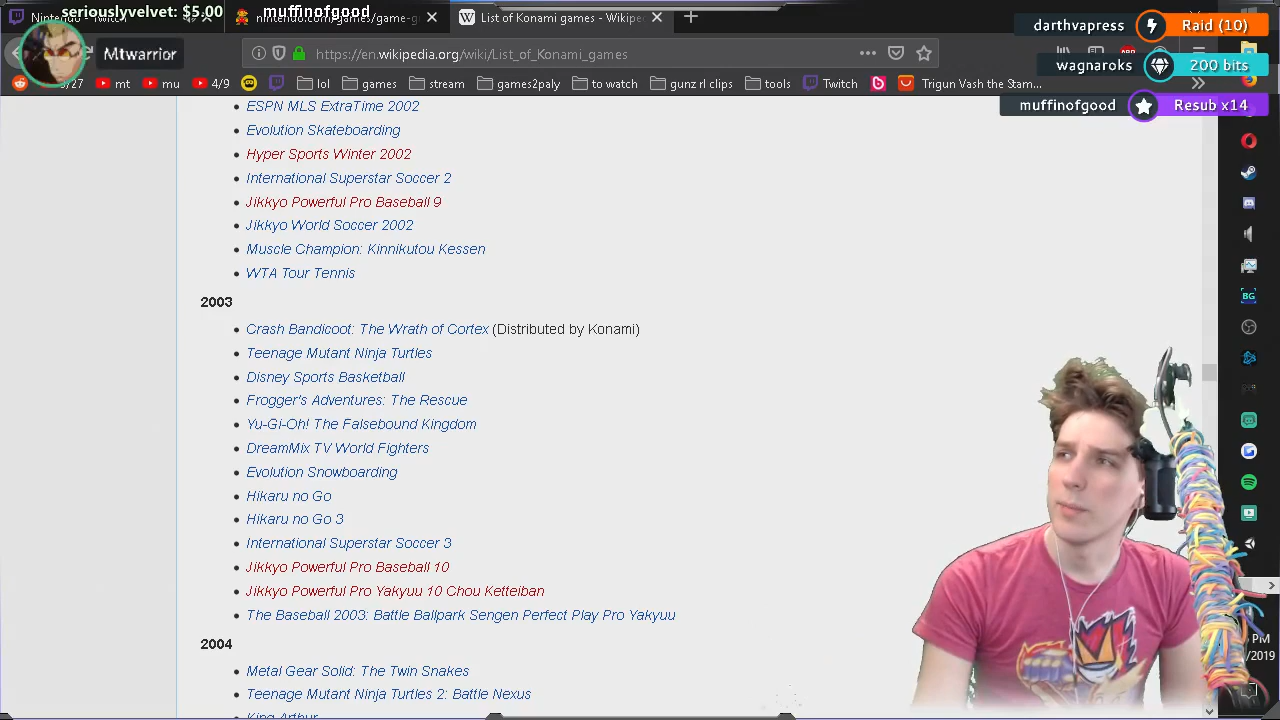 seriouslyvelvet: $5.00
muffinofgood
List of Konami games - Wikipe
darthvapress Raid (10)
Mtwarrior
https://en.wikipedia.org/wiki/List_of_Konami_games
wagnaroks 200 bits
mt
mu
4/9
lol
games
stream
games2paly
to watch
gunz rl clips
tools
Twitch
Trigun Vash the Stam...
muffinofgood Resub x14
ESPN MLS ExtraTime 2002
Evolution Skateboarding
Hyper Sports Winter 2002
International Superstar Soccer 2
Jikkyo Powerful Pro Baseball 9
Jikkyo World Soccer 2002
Muscle Champion: Kinnikutou Kessen
WTA Tour Tennis
2003
Crash Bandicoot: The Wrath of Cortex (Distributed by Konami)
Teenage Mutant Ninja Turtles
Disney Sports Basketball
Frogger's Adventures: The Rescue
Yu-Gi-Oh! The Falsebound Kingdom
DreamMix TV World Fighters
Evolution Snowboarding
Hikaru no Go
Hikaru no Go 3
International Superstar Soccer 3
Jikkyo Powerful Pro Baseball 10
Jikkyo Powerful Pro Yakyuu 10 Chou Ketteiban
The Baseball 2003: Battle Ballpark Sengen Perfect Play Pro Yakyuu
2004
Metal Gear Solid: The Twin Snakes
Teenage Mutant Ninja Turtles 2: Battle Nexus
King Arthur
PM
/2019